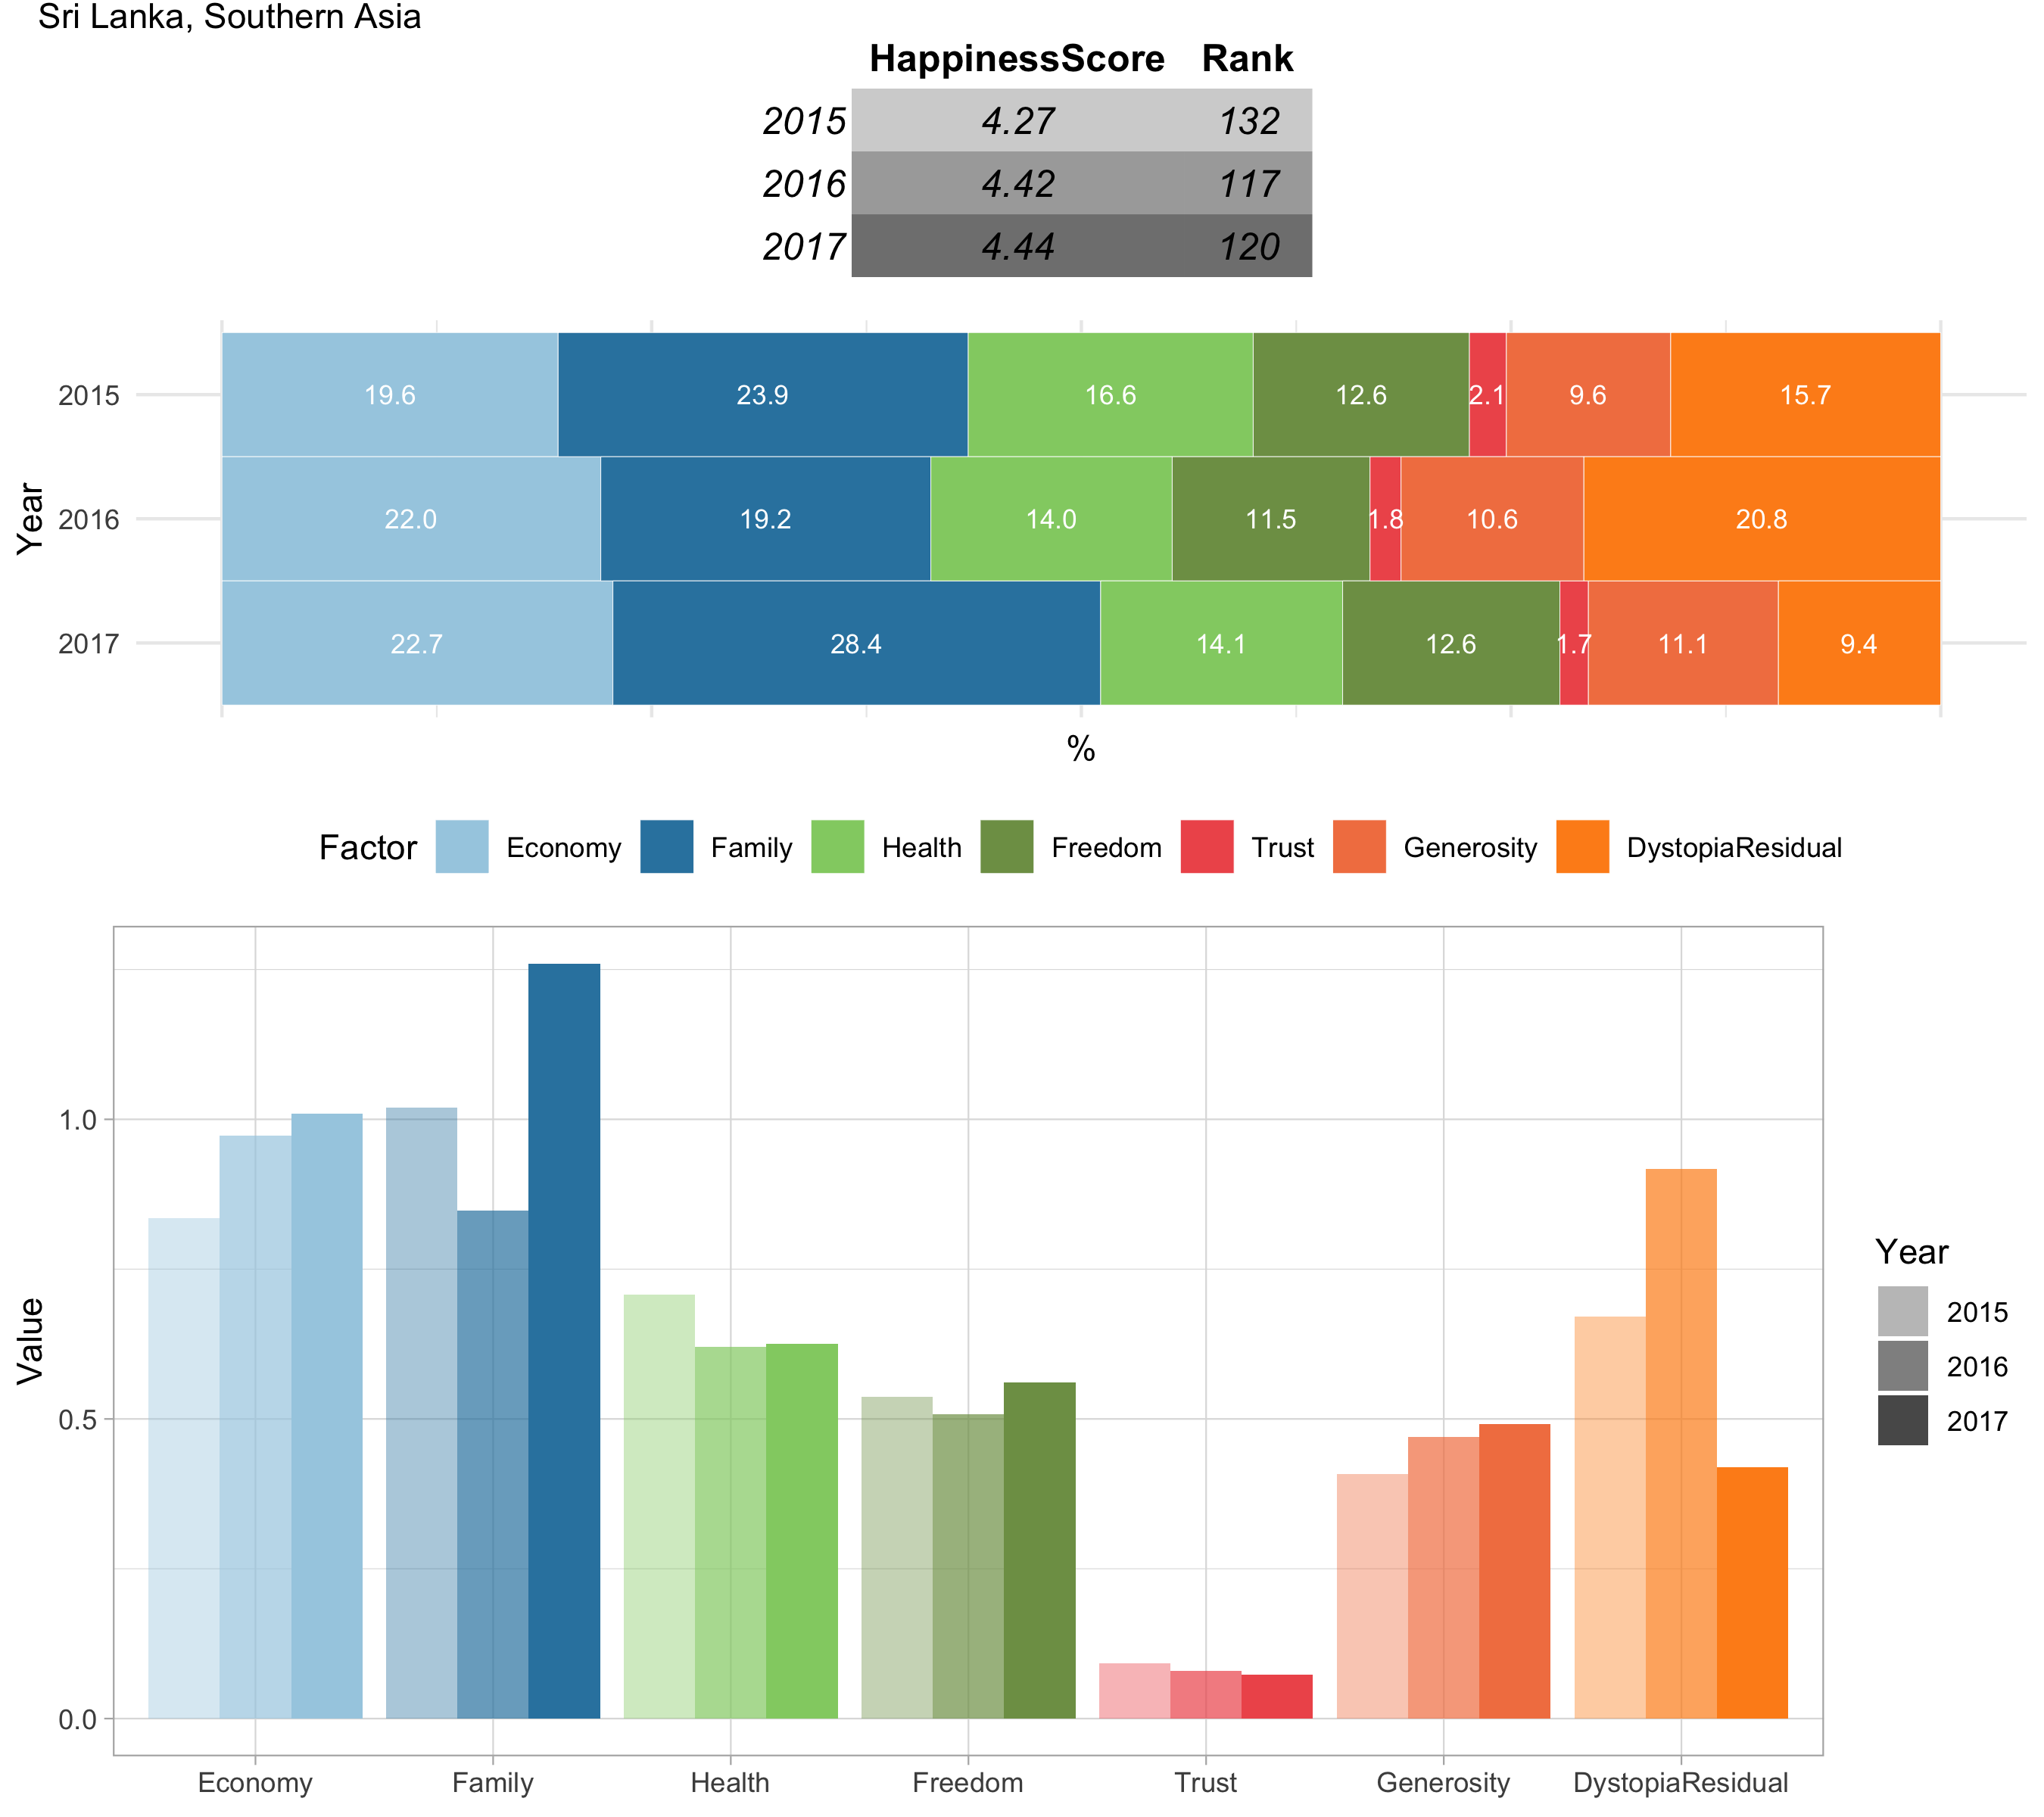 Sri Lanka, Southern Asia
HappinessScore Rank
2015 4.27 132
2016 4.42 117
2017 4.44 120
Year
2015 19.6 23.9 16.6 12.6 2.1 9.6 15.7
2016 22.0 19.2 14.0 11.5 1.8 10.6 20.8
2017 22.7 28.4 14.1 12.6 1.7 11.1 9.4
%
Factor Economy Family Health Freedom Trust Generosity DystopiaResidual
Value
1.0
0.5
0.0
Economy Family Health Freedom Trust Generosity DystopiaResidual
Year
2015
2016
2017